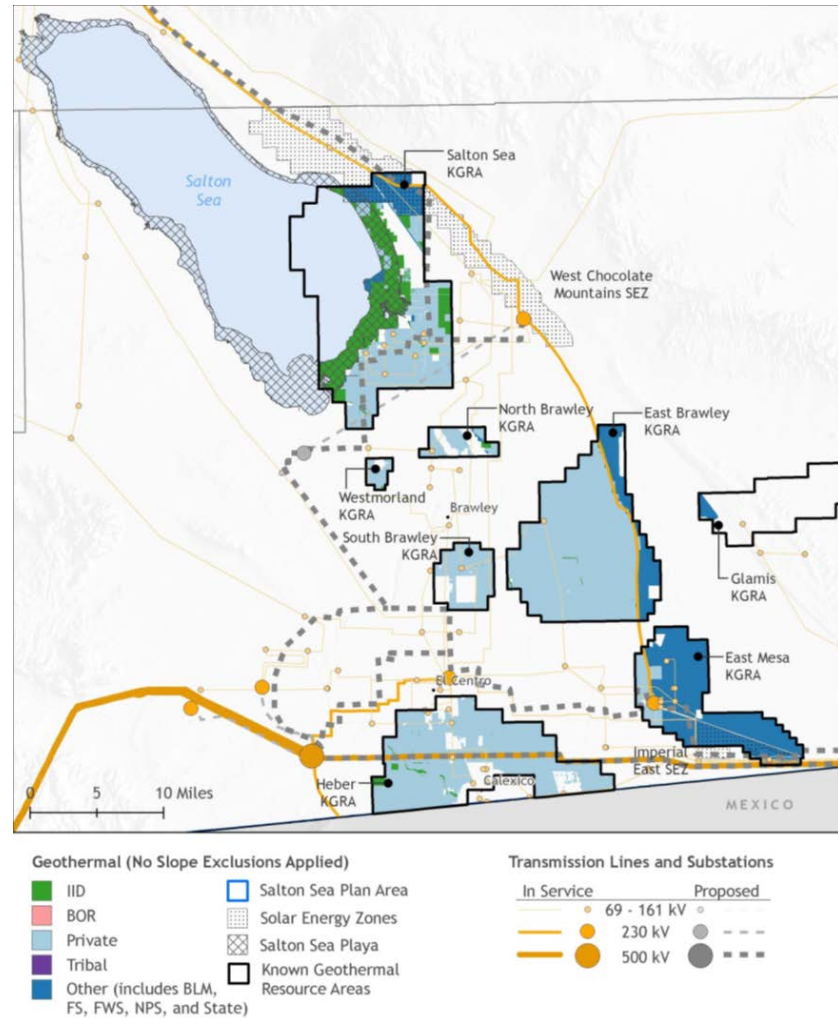 Salton Sea
KGRA
Salton
Sea
West Chocolate
Mountains SEZ
North Brawley
KGRA
East Brawley
KGRA
Westmorland
KGRA
Brawley
South Brawley
KGRA
Glamis
KGRA
East Mesa
KGRA
El Centro
Imperial
East SEZ
Heber
KGRA
Calexico
0 5 10 Miles
MEXICO
Geothermal (No Slope Exclusions Applied)
IID
BOR
Private
Tribal
Other (includes BLM,
FS, FWS, NPS, and State)
Salton Sea Plan Area
Solar Energy Zones
Salton Sea Playa
Known Geothermal
Resource Areas
Transmission Lines and Substations
In Service Proposed
69 - 161 kV
230 kV
500 kV